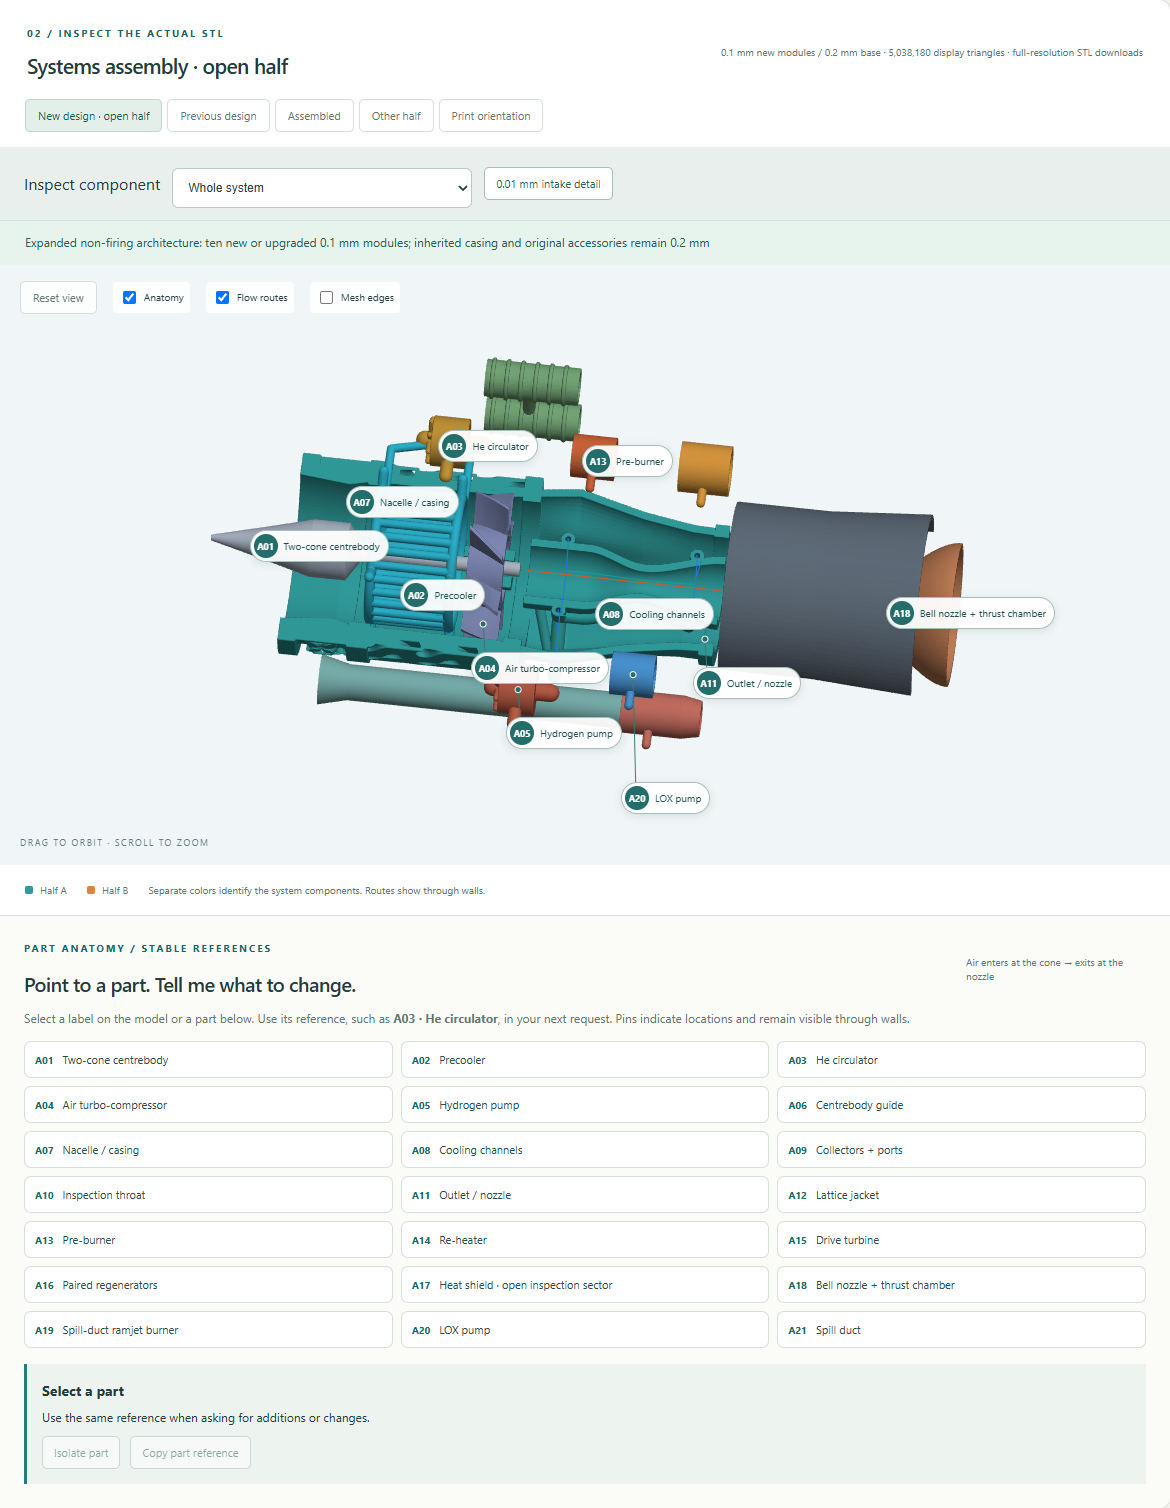 02 / INSPECT THE ACTUAL STL
Systems assembly · open half
0.1 mm new modules / 0.2 mm base · 5,038,180 display triangles · full-resolution STL downloads
New design · open half
Previous design
Assembled
Other half
Print orientation
Inspect component
Whole system
0.01 mm intake detail
Expanded non-firing architecture: ten new or upgraded 0.1 mm modules; inherited casing and original accessories remain 0.2 mm
Reset view
Anatomy
Flow routes
Mesh edges
A03 He circulator
A13 Pre-burner
A07 Nacelle / casing
A01 Two-cone centrebody
A02 Precooler
A08 Cooling channels
A18 Bell nozzle + thrust chamber
A04 Air turbo-compressor
A11 Outlet / nozzle
A05 Hydrogen pump
A20 LOX pump
DRAG TO ORBIT · SCROLL TO ZOOM
Half A
Half B
Separate colors identify the system components. Routes show through walls.
PART ANATOMY / STABLE REFERENCES
Point to a part. Tell me what to change.
Air enters at the cone → exits at the
nozzle
Select a label on the model or a part below. Use its reference, such as A03 · He circulator, in your next request. Pins indicate locations and remain visible through walls.
A01 Two-cone centrebody
A02 Precooler
A03 He circulator
A04 Air turbo-compressor
A05 Hydrogen pump
A06 Centrebody guide
A07 Nacelle / casing
A08 Cooling channels
A09 Collectors + ports
A10 Inspection throat
A11 Outlet / nozzle
A12 Lattice jacket
A13 Pre-burner
A14 Re-heater
A15 Drive turbine
A16 Paired regenerators
A17 Heat shield · open inspection sector
A18 Bell nozzle + thrust chamber
A19 Spill-duct ramjet burner
A20 LOX pump
A21 Spill duct
Select a part
Use the same reference when asking for additions or changes.
Isolate part
Copy part reference